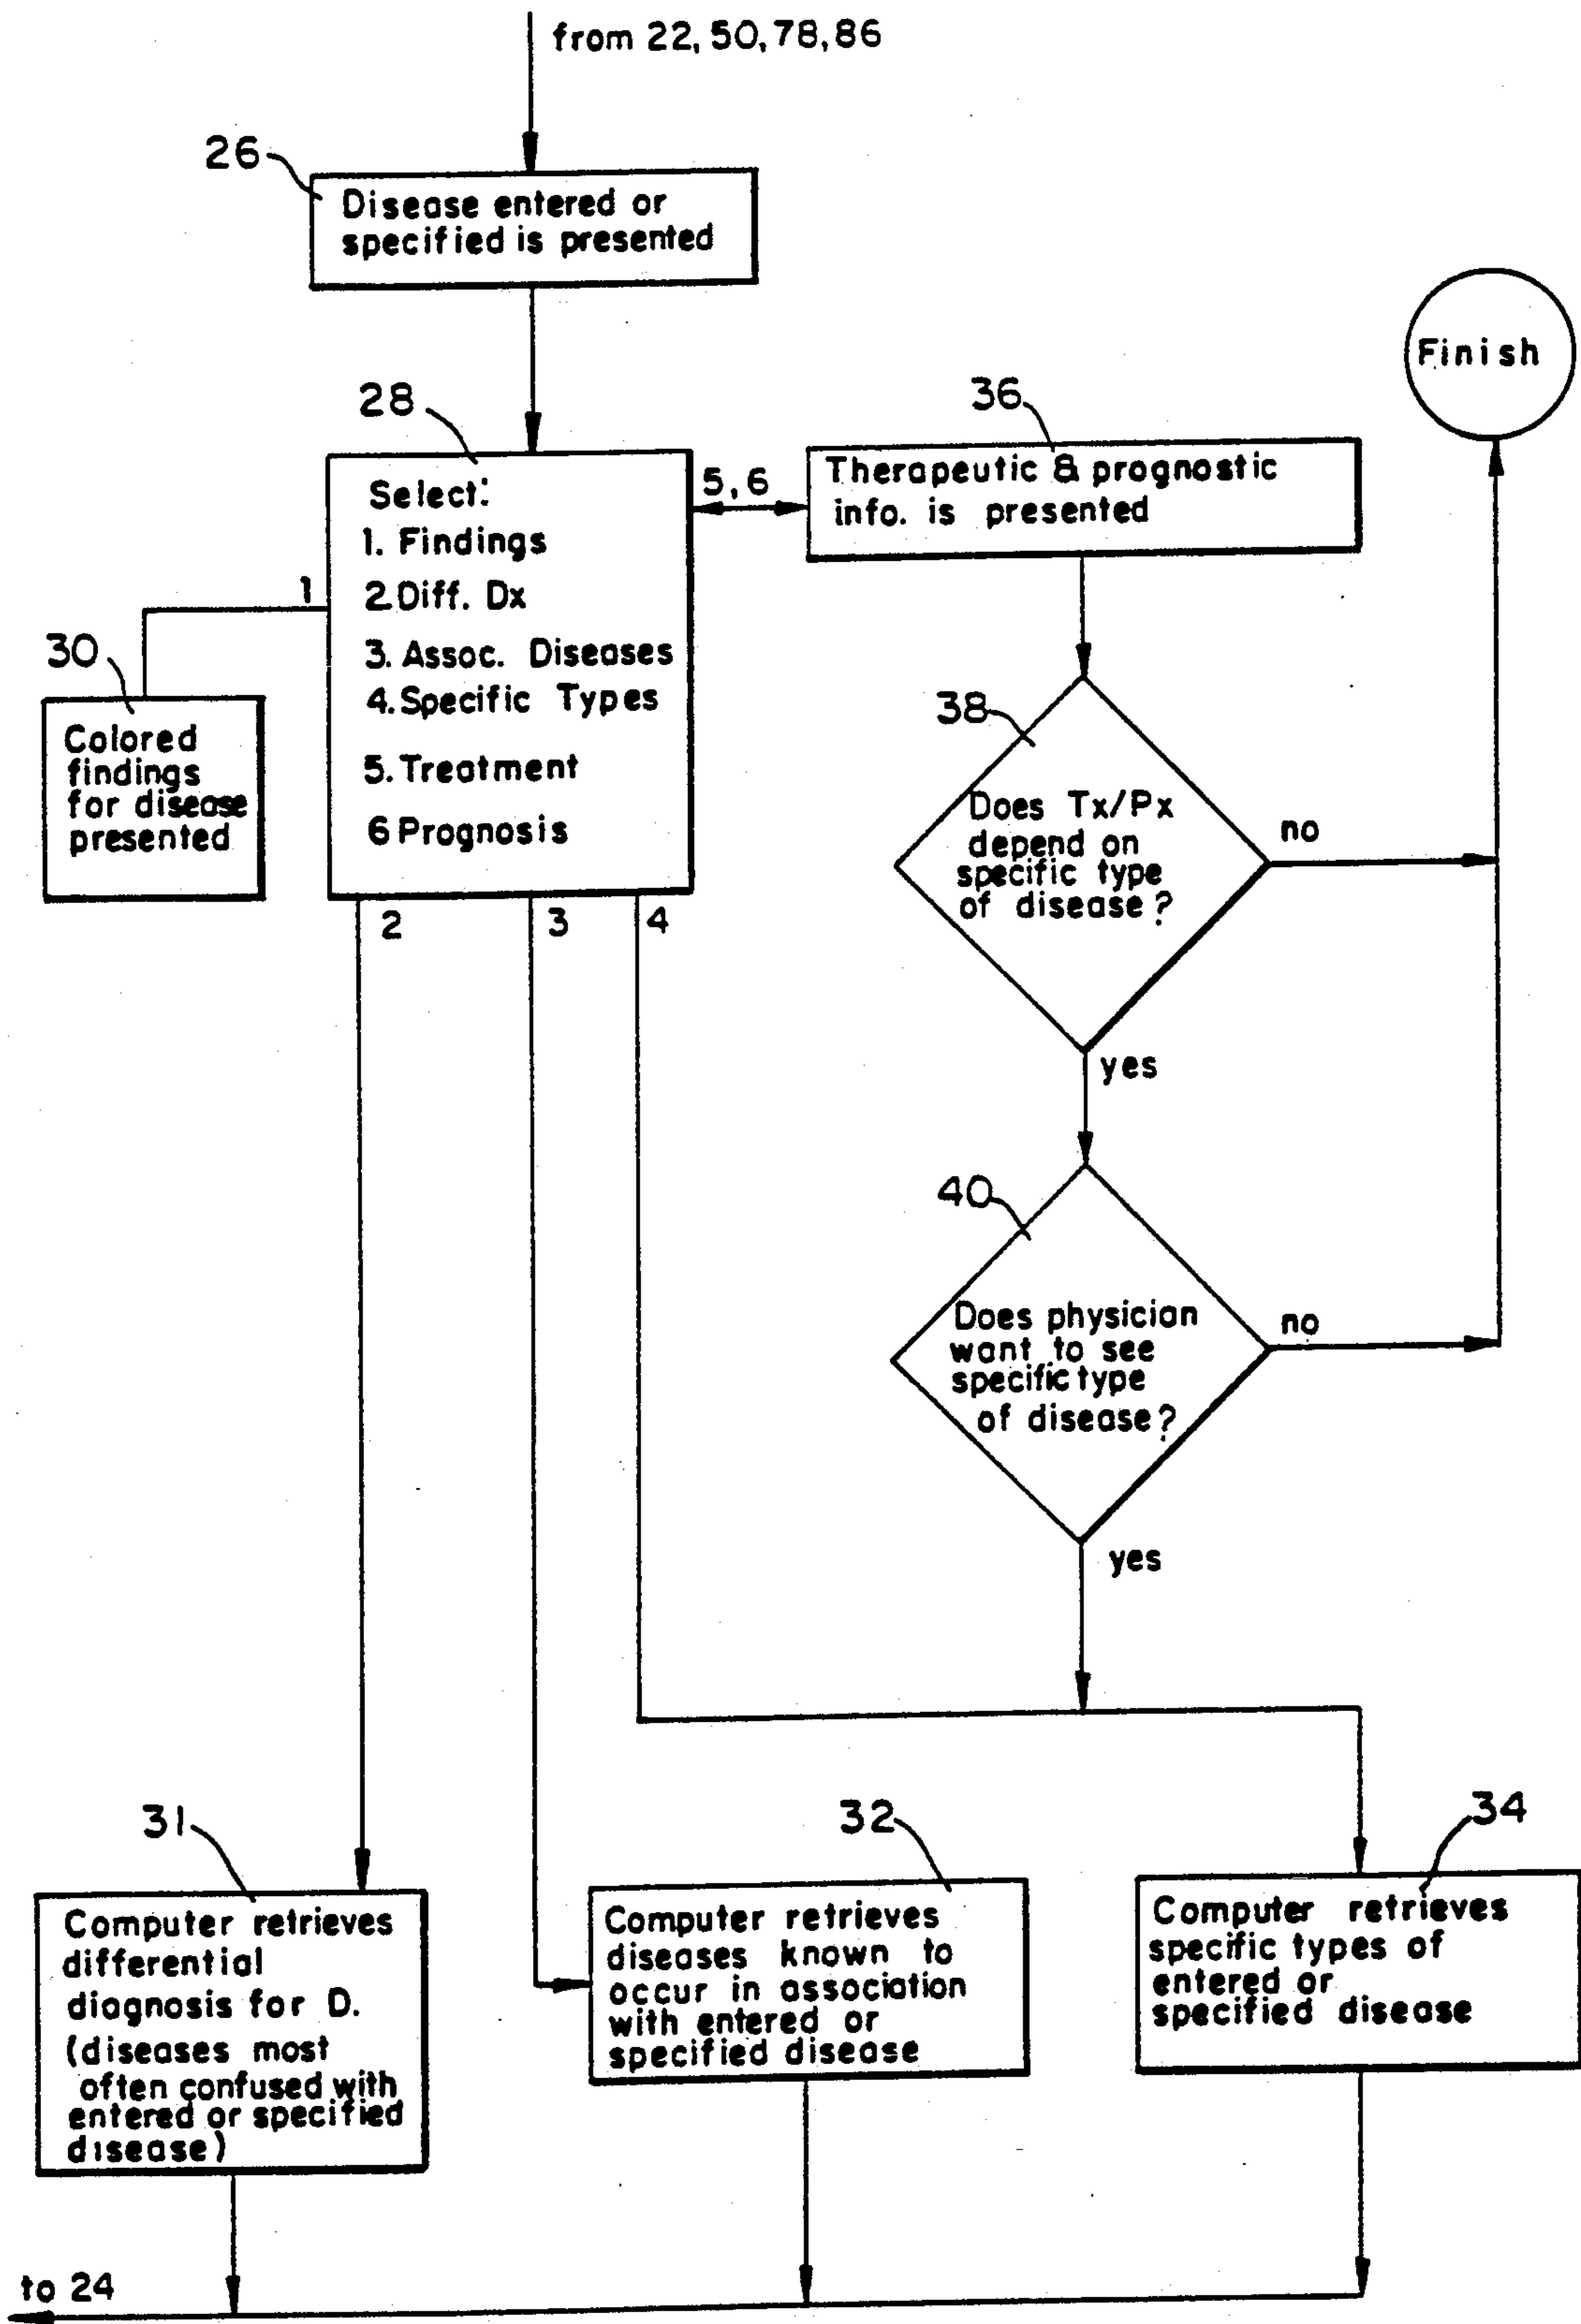 from 22, 50, 78, 86
26
Disease entered or
specified is presented
Finish
28
Select:
1. Findings
2. Diff. Dx
3. Assoc. Diseases
4. Specific Types
5. Treatment
6 Prognosis
5, 6
36
Therapeutic & prognostic
info. is presented
1
30
Colored
findings
for disease
presented
38
Does Tx/Px
depend on
specific type
of disease?
no
yes
2
3
4
40
Does physician
want to see
specific type
of disease?
no
yes
31
Computer retrieves
differential
diagnosis for D.
(diseases most
often confused with
entered or specified
disease)
32
Computer retrieves
diseases known to
occur in association
with entered or
specified disease
34
Computer retrieves
specific types of
entered or
specified disease
to 24